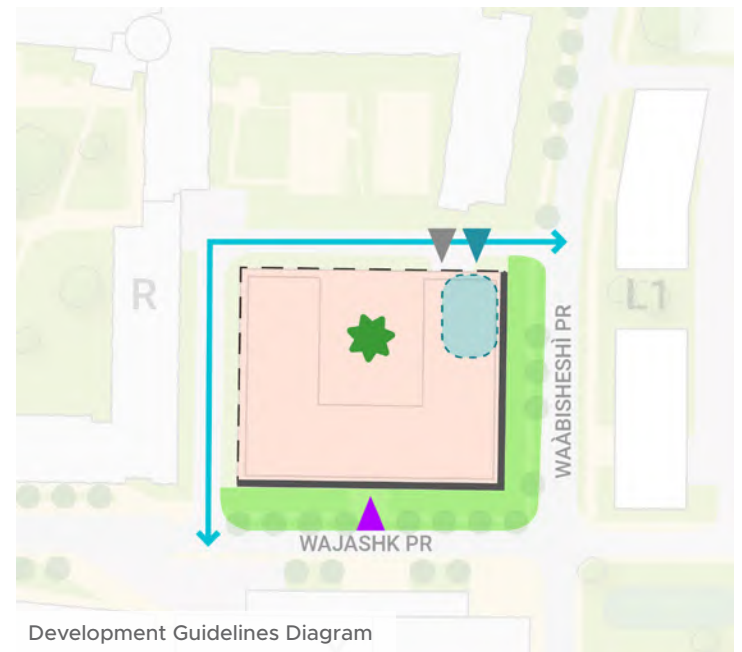 R
L1
WAÀBISHESHÌ PR
WAJASHK PR
Development Guidelines Diagram